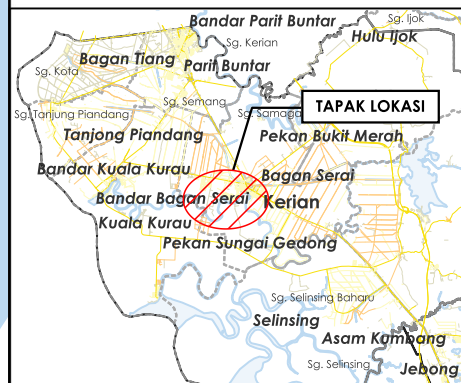 Bandar Parit Buntar
Sg. Ijok
Sg. Kerian
Hulu Ijok
Bagan Tiang
Parit Buntar
Sg. Kota
Sg. Semang
TAPAK LOKASI
Sg. Tanjung Piandang
Sg. Samaga
Tanjong Piandang
Pekan Bukit Merah
Bandar Kuala Kurau
Bagan Serai
Bandar Bagan Serai
Kerian
Kuala Kurau
Pekan Sungai Gedong
Sg. Selinsing Baharu
Selinsing
Asam Kumbang
Sg. Selinsing
Jebong